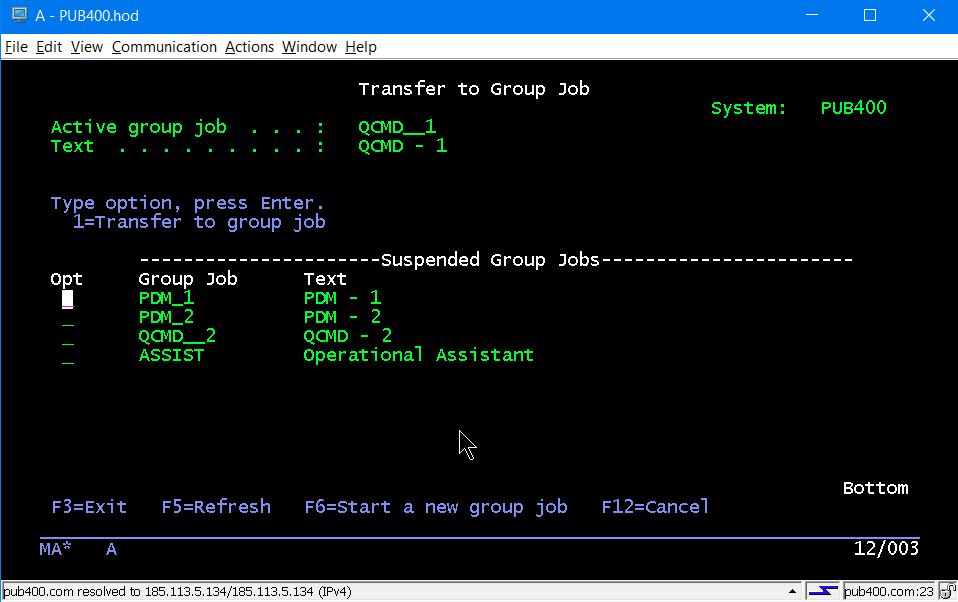 A - PUB400.hod
File Edit View Communication Actions Window Help
Transfer to Group Job
System: PUB400
Active group job . . . : QCMD__1
Text . . . . . . . . . : QCMD - 1
Type option, press Enter.
1=Transfer to group job
----------------------Suspended Group Jobs-----------------------
Opt Group Job Text
_ PDM_1 PDM - 1
_ PDM_2 PDM - 2
_ QCMD__2 QCMD - 2
_ ASSIST Operational Assistant
Bottom
F3=Exit F5=Refresh F6=Start a new group job F12=Cancel
MA* A 12/003
pub400.com resolved to 185.113.5.134/185.113.5.134 (IPv4) pub400.com:23